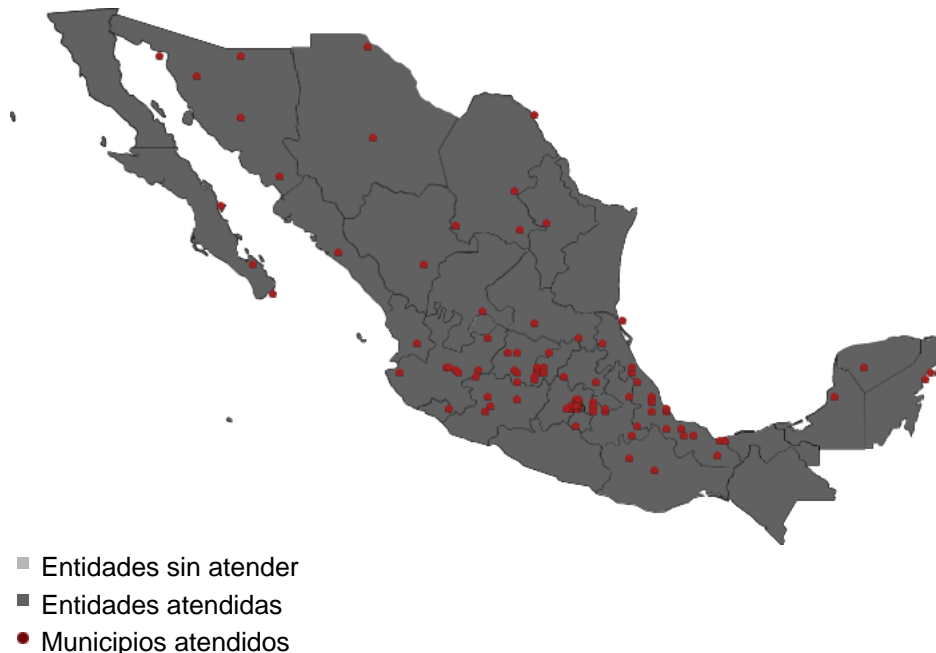 Entidades sin atender
Entidades atendidas
Municipios atendidos